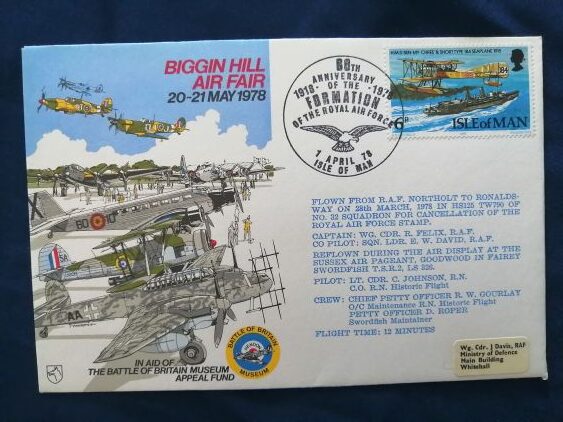 BIGGIN HILL
AIR FAIR
20-21 MAY 1978
60th
ANNIVERSARY
1918 - OF THE - 1978
FORMATION
OF THE ROYAL AIR FORCE
1 APRIL 78
ISLE OF MAN
6P
ISLE of MAN
FLOWN FROM R.A.F. NORTHOLT TO RONALDS-
WAY ON 28th MARCH, 1978 IN HS125 TW790 OF
No. 32 SQUADRON FOR CANCELLATION OF THE
ROYAL AIR FORCE STAMP.
CAPTAIN: WG. CDR. R. FELIX, R.A.F.
CO PILOT: SQN. LDR. E. W. DAVID, R.A.F.
REFLOWN DURING THE AIR DISPLAY AT THE
SUSSEX AIR PAGEANT, GOODWOOD IN FAIREY
SWORDFISH T.S.R.2, LS 326.
PILOT: LT. CDR. C. JOHNSON, R.N.
C.O. R.N. Historic Flight
CREW: CHIEF PETTY OFFICER R. W. GOURLAY
O/C Maintenance R.N. Historic Flight
PETTY OFFICER D. ROPER
Swordfish Maintainer
FLIGHT TIME: 12 MINUTES
X
BD
5A
AA
BATTLE OF BRITAIN
HENDON
MUSEUM
IN AID OF
THE BATTLE OF BRITAIN MUSEUM
APPEAL FUND
Wg. Cdr. J Davis, RAF
Ministry of Defence
Main Building
Whitehall